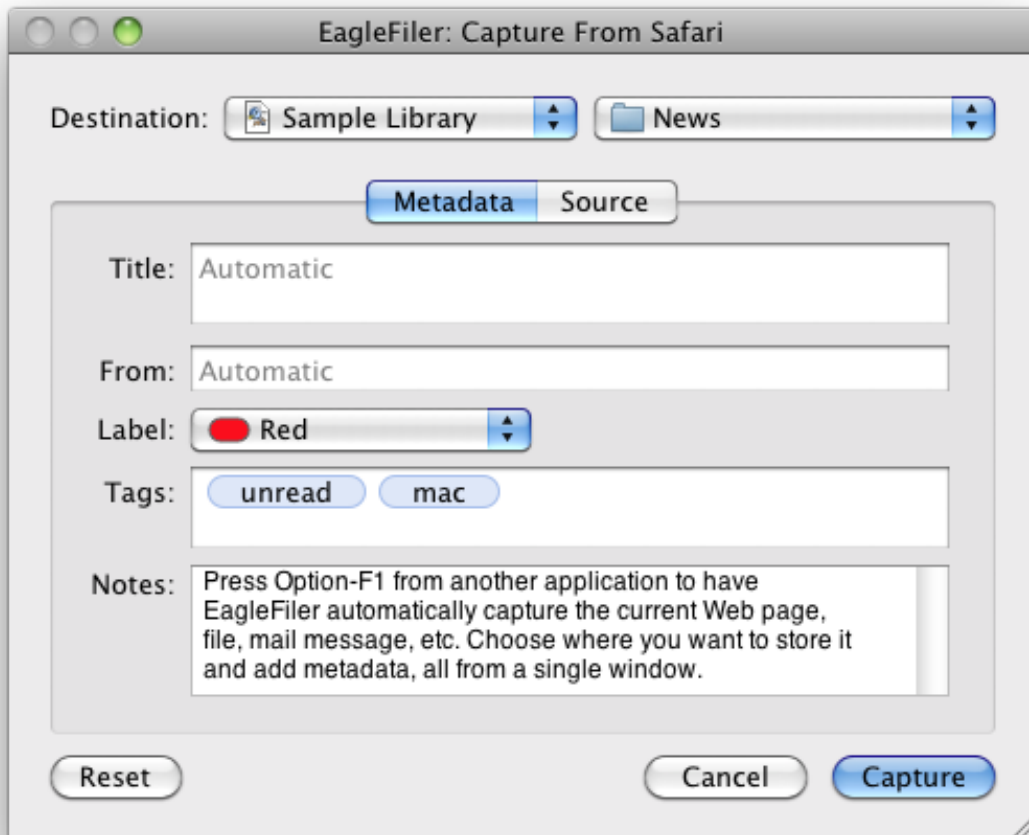 EagleFiler: Capture From Safari
Destination: Sample Library News
Metadata Source
Title: Automatic
From: Automatic
Label: Red
Tags: unread mac
Notes: Press Option-F1 from another application to have
EagleFiler automatically capture the current Web page,
file, mail message, etc. Choose where you want to store it
and add metadata, all from a single window.
Reset Cancel Capture